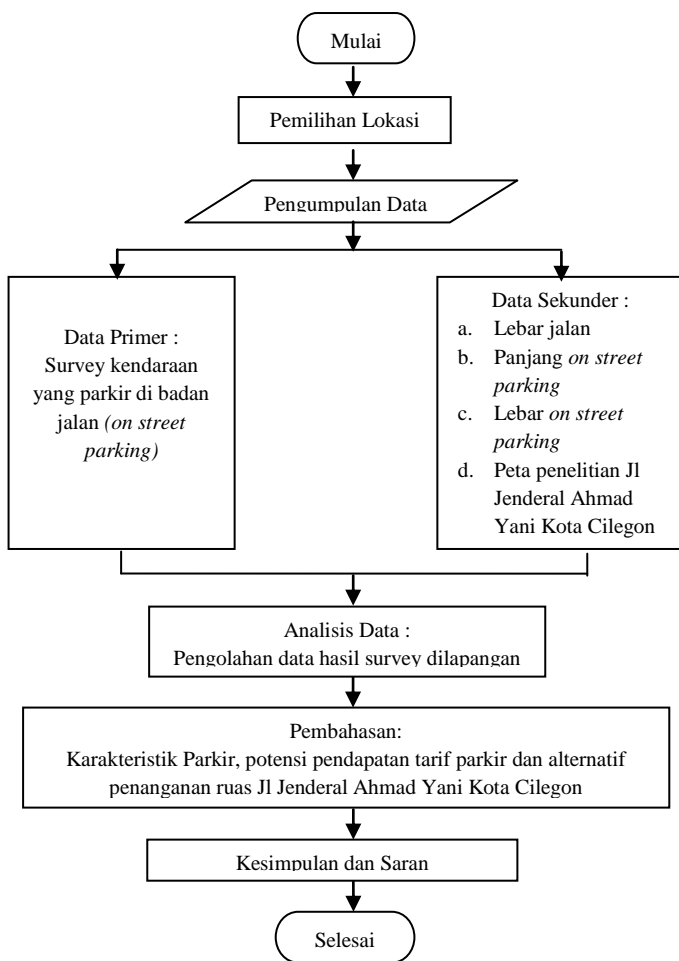 Mulai
Pemilihan Lokasi
Pengumpulan Data
Data Primer :
Survey kendaraan
yang parkir di badan
jalan (on street
parking)
Data Sekunder :
a. Lebar jalan
b. Panjang on street
parking
c. Lebar on street
parking
d. Peta penelitian Jl
Jenderal Ahmad
Yani Kota Cilegon
Analisis Data :
Pengolahan data hasil survey dilapangan
Pembahasan:
Karakteristik Parkir, potensi pendapatan tarif parkir dan alternatif
penanganan ruas Jl Jenderal Ahmad Yani Kota Cilegon
Kesimpulan dan Saran
Selesai